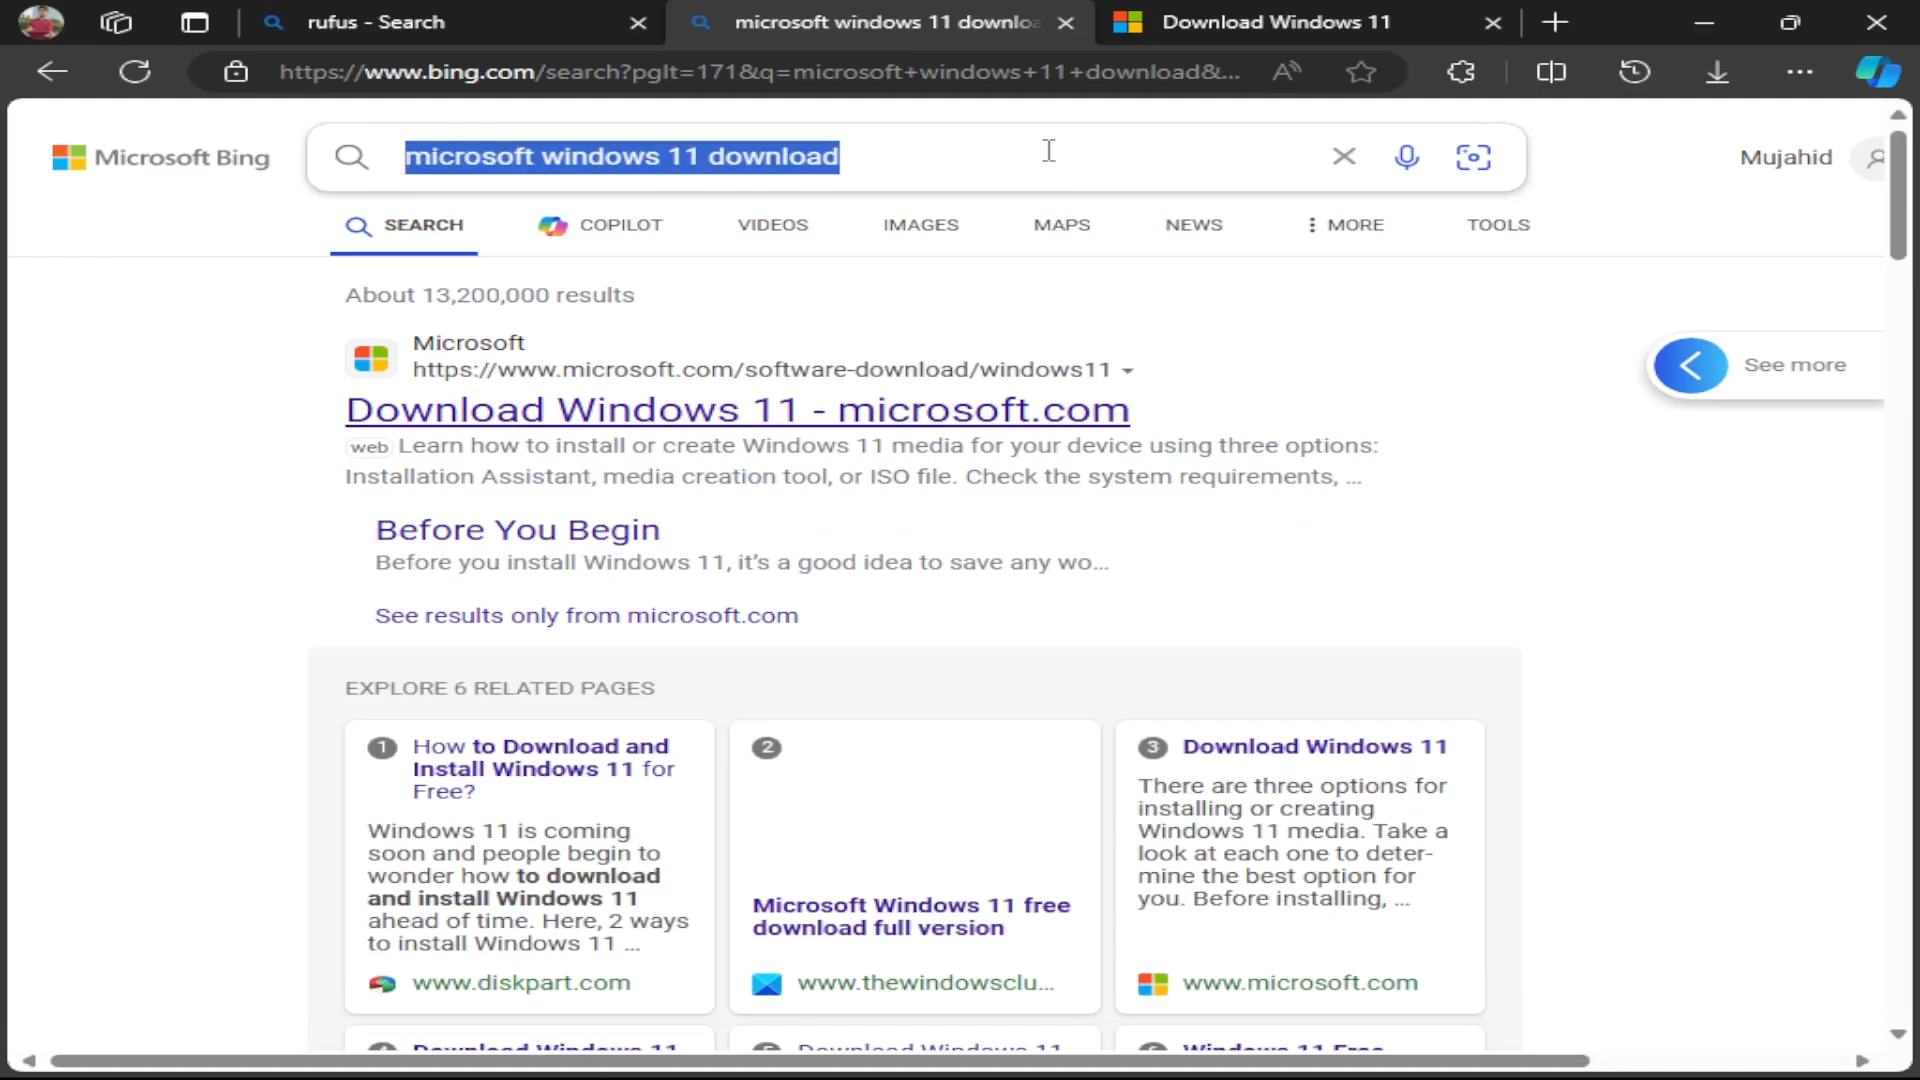 rufus - Search
microsoft windows 11 downloa
Download Windows 11
https://www.bing.com/search?pglt=171&q=microsoft+windows+11+download&...
Microsoft Bing
microsoft windows 11 download
Mujahid
SEARCH
COPILOT
VIDEOS
IMAGES
MAPS
NEWS
MORE
TOOLS
About 13,200,000 results
Microsoft
https://www.microsoft.com/software-download/windows11
See more
Download Windows 11 - microsoft.com
web Learn how to install or create Windows 11 media for your device using three options:
Installation Assistant, media creation tool, or ISO file. Check the system requirements, ...
Before You Begin
Before you install Windows 11, it's a good idea to save any wo...
See results only from microsoft.com
EXPLORE 6 RELATED PAGES
1 How to Download and
Install Windows 11 for
Free?
Windows 11 is coming
soon and people begin to
wonder how to download
and install Windows 11
ahead of time. Here, 2 ways
to install Windows 11 ...
www.diskpart.com
2
Microsoft Windows 11 free
download full version
www.thewindowsclu...
3 Download Windows 11
There are three options for
installing or creating
Windows 11 media. Take a
look at each one to deter-
mine the best option for
you. Before installing, ...
www.microsoft.com
Download Windows 11
Download Windows 11
Windows 11 Free